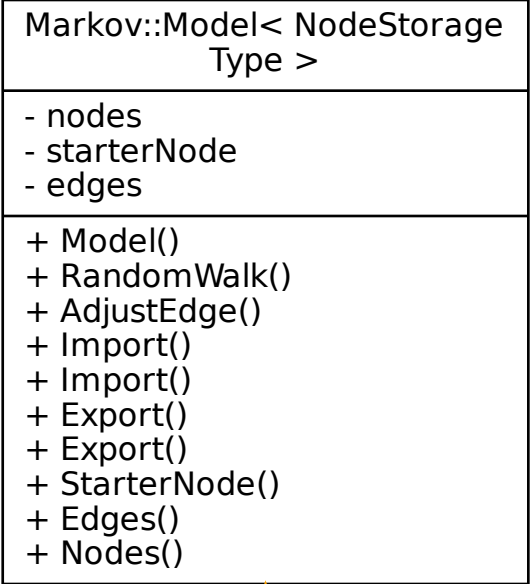 Markov::Model< NodeStorage
Type >
- nodes
- starterNode
- edges
+ Model()
+ RandomWalk()
+ AdjustEdge()
+ Import()
+ Import()
+ Export()
+ Export()
+ StarterNode()
+ Edges()
+ Nodes()